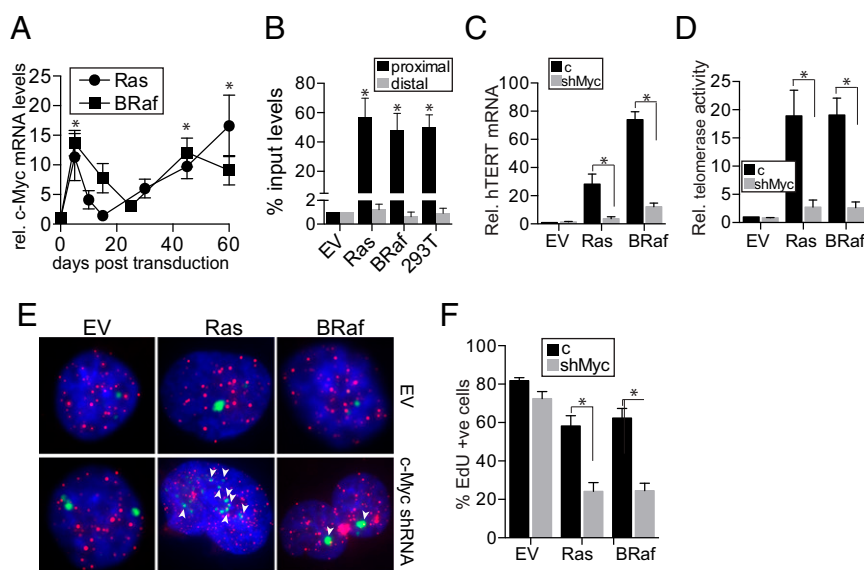 A
Ras
BRaf
rel. c-Myc mRNA levels
25
20
15
10
5
0
*
*
*
0
20
40
60
days post transduction
B
proximal
distal
% input levels
80
60
40
20
2
0
*
*
*
EV
Ras
BRaf
293T
C
c
shMyc
Rel. hTERT mRNA
100
80
60
40
20
0
*
*
EV
Ras
BRaf
D
Rel. telomerase activity
25
20
15
10
5
0
c
shMyc
*
*
EV
Ras
BRaf
E
EV
Ras
BRaf
EV
c-Myc shRNA
F
c
shMyc
% EdU +ve cells
100
80
60
40
20
0
*
*
EV
Ras
BRaf